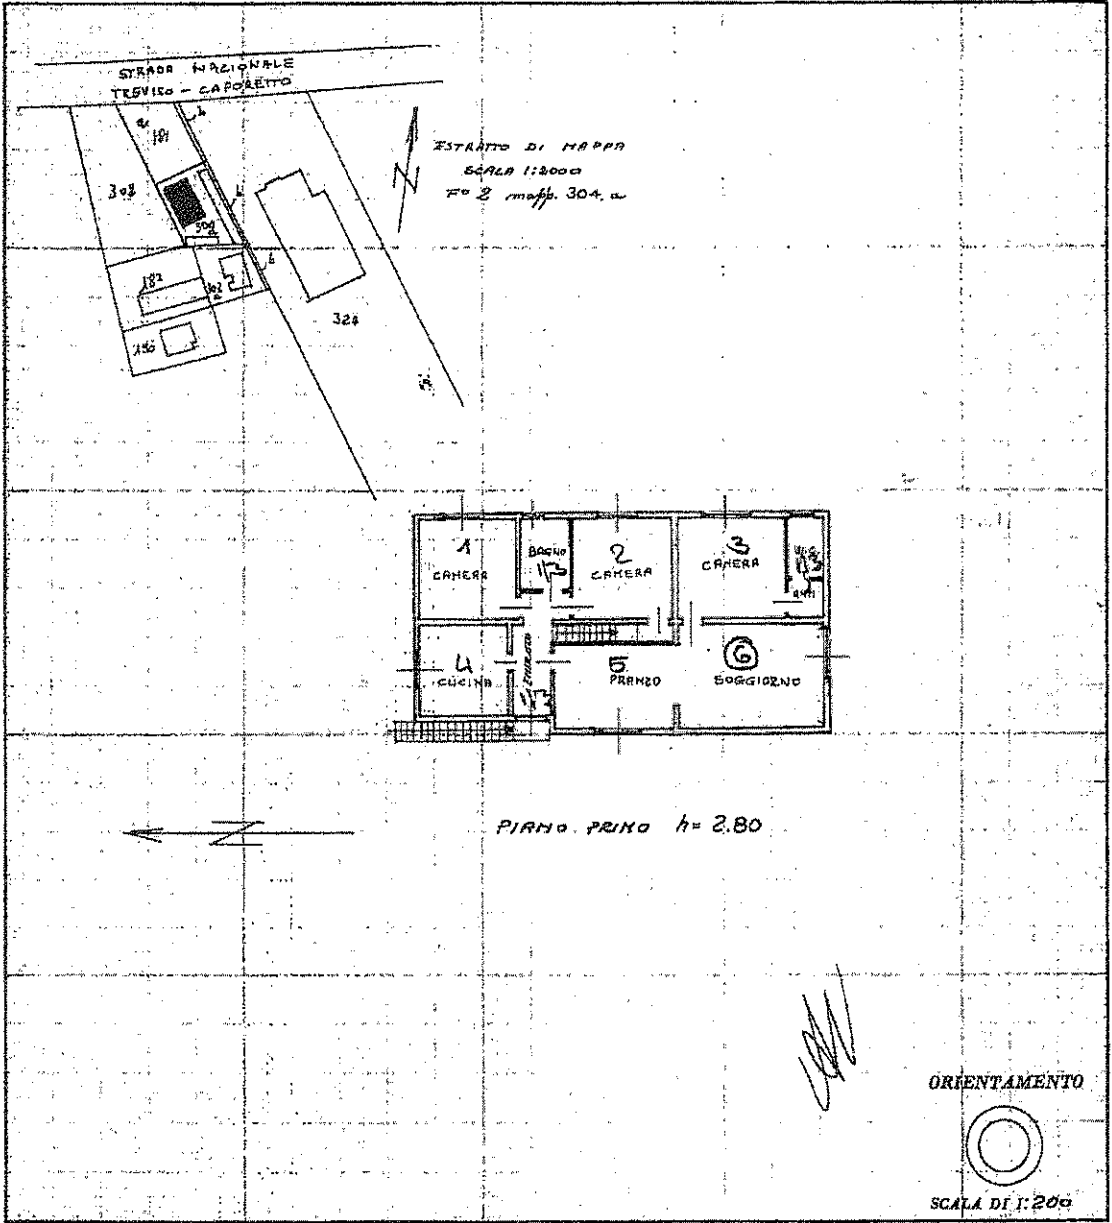 STRADA NAZIONALE
TREVISO - CAPORETTO
ESTRATTO DI MAPPA
SCALA 1:2000
F° 2 mapp. 304. a
a
181
b
303
b
b
182
324
1
CAMERA
BAGNO
2
CAMERA
3
CAMERA
4
CUCINA
5
PRANZO
6
SOGGIORNO
PIANO PRIMO h= 2.80
ORIENTAMENTO
SCALA DI 1:200